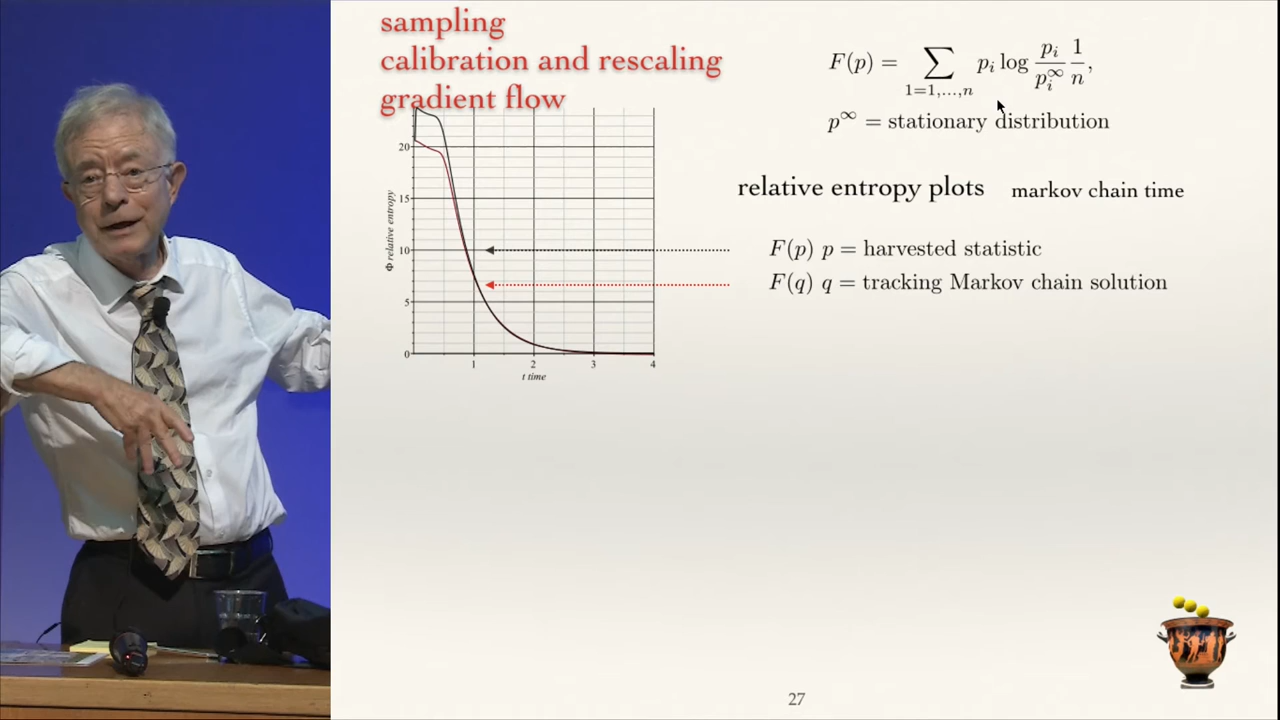 sampling
calibration and rescaling
gradient flow
F(p) = ∑ p_i log p_i/p_i^∞ 1/n,
1=1,...,n
p^∞ = stationary distribution
relative entropy plots markov chain time
F(p) p = harvested statistic
F(q) q = tracking Markov chain solution
Φ relative entropy
20
15
10
5
0
1 2 3 4
t time
27